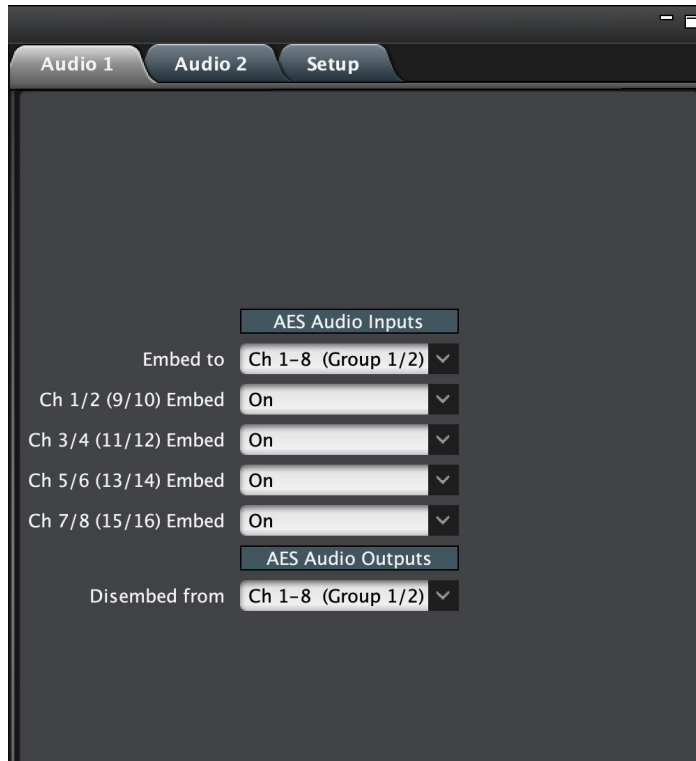 Audio 1 Audio 2 Setup
AES Audio Inputs
Embed to Ch 1-8 (Group 1/2)
Ch 1/2 (9/10) Embed On
Ch 3/4 (11/12) Embed On
Ch 5/6 (13/14) Embed On
Ch 7/8 (15/16) Embed On
AES Audio Outputs
Disembed from Ch 1-8 (Group 1/2)